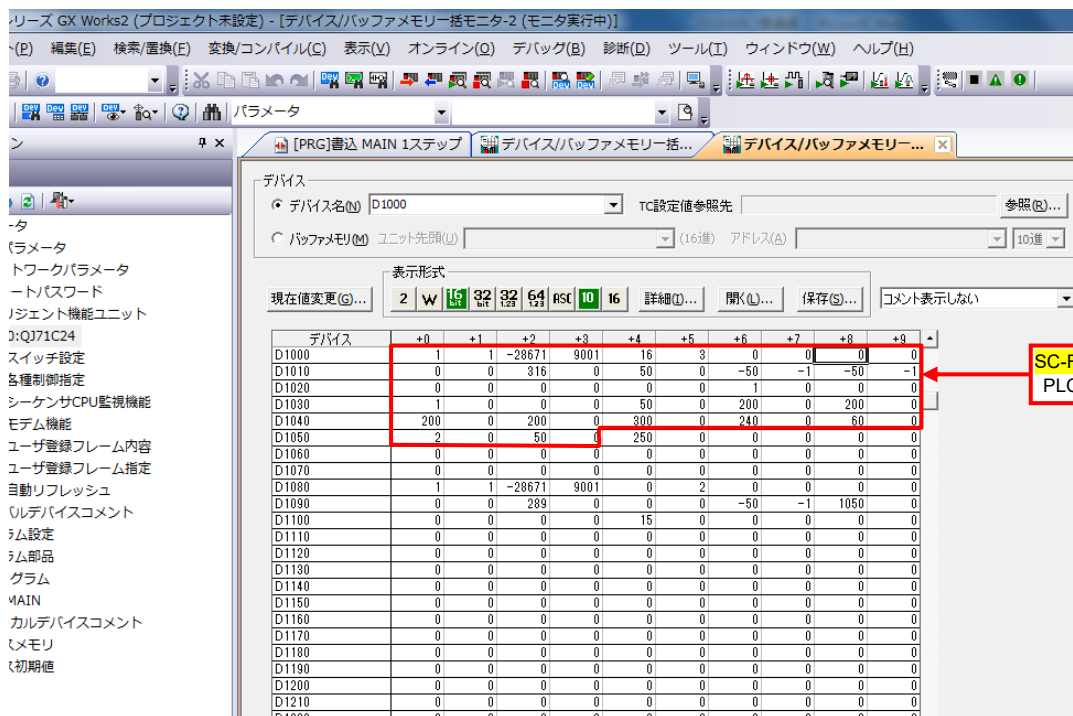 リーズ GX Works2 (プロジェクト未設定) - [デバイス/バッファメモリ一括モニタ-2 (モニタ実行中)]
(P) 編集(E) 検索/置換(F) 変換/コンパイル(C) 表示(V) オンライン(O) デバッグ(B) 診断(D) ツール(T) ウィンドウ(W) ヘルプ(H)
パラメータ
[PRG]書込 MAIN 1ステップ デバイス/バッファメモリ一括... デバイス/バッファメモリ一...
デバイス
デバイス名(N) D1000 TC設定値参照先 参照(R)...
バッファメモリ(M) ユニット先頭(U) (16進) アドレス(A) 10進
表示形式
現在値変更(G)... 2 W 16bit 32bit 32 1.23 64 1.23 ASC 10 16 詳細(I)... 開く(L)... 保存(S)... コメント表示しない
ータ
パラメータ
トワークパラメータ
ートパスワード
リジェント機能ユニット
0:QJ71C24
スイッチ設定
各種制御指定
シーケンサCPU監視機能
モデム機能
ユーザ登録フレーム内容
ユーザ登録フレーム指定
自動リフレッシュ
バルデバイスコメント
ラム設定
ラム部品
グラム
MAIN
カルデバイスコメント
スメモリ
ス初期値
デバイス +0 +1 +2 +3 +4 +5 +6 +7 +8 +9
D1000 1 1 -28671 9001 16 3 0 0 0 0
D1010 0 0 316 0 50 0 -50 -1 -50 -1
D1020 0 0 0 0 0 0 1 0 0 0
D1030 1 0 0 0 50 0 200 0 200 0
D1040 200 0 200 0 300 0 240 0 60 0
D1050 2 0 50 0 250 0 0 0 0 0
D1060 0 0 0 0 0 0 0 0 0 0
D1070 0 0 0 0 0 0 0 0 0 0
D1080 1 1 -28671 9001 0 2 0 0 0 0
D1090 0 0 289 0 0 0 -50 -1 1050 0
D1100 0 0 0 0 15 0 0 0 0 0
D1110 0 0 0 0 0 0 0 0 0 0
D1120 0 0 0 0 0 0 0 0 0 0
D1130 0 0 0 0 0 0 0 0 0 0
D1140 0 0 0 0 0 0 0 0 0 0
D1150 0 0 0 0 0 0 0 0 0 0
D1160 0 0 0 0 0 0 0 0 0 0
D1170 0 0 0 0 0 0 0 0 0 0
D1180 0 0 0 0 0 0 0 0 0 0
D1190 0 0 0 0 0 0 0 0 0 0
D1200 0 0 0 0 0 0 0 0 0 0
D1210 0 0 0 0 0 0 0 0 0 0
SC-F
PLC